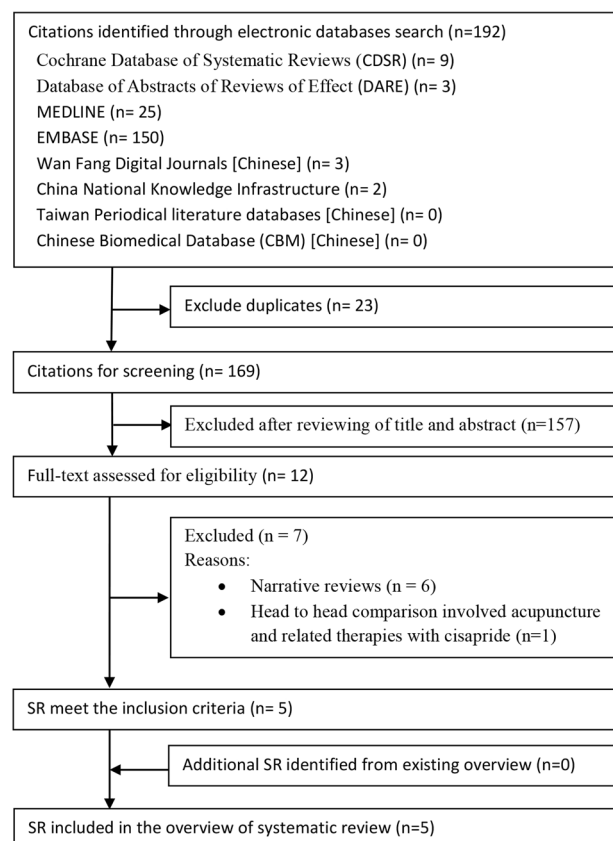 Citations identified through electronic databases search (n=192)
Cochrane Database of Systematic Reviews (CDSR) (n= 9)
Database of Abstracts of Reviews of Effect (DARE) (n= 3)
MEDLINE (n= 25)
EMBASE (n= 150)
Wan Fang Digital Journals [Chinese] (n= 3)
China National Knowledge Infrastructure (n= 2)
Taiwan Periodical literature databases [Chinese] (n= 0)
Chinese Biomedical Database (CBM) [Chinese] (n= 0)
Exclude duplicates (n= 23)
Citations for screening (n= 169)
Excluded after reviewing of title and abstract (n=157)
Full-text assessed for eligibility (n= 12)
Excluded (n = 7)
Reasons:
• Narrative reviews (n = 6)
• Head to head comparison involved acupuncture
and related therapies with cisapride (n=1)
SR meet the inclusion criteria (n= 5)
Additional SR identified from existing overview (n=0)
SR included in the overview of systematic review (n=5)